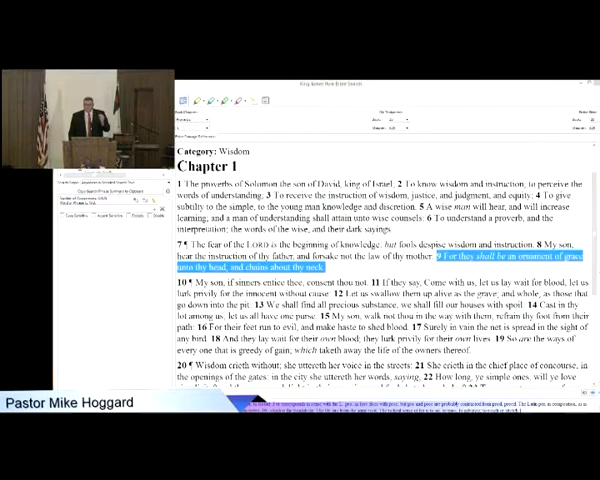 King James Pure Bible Search
Category: Wisdom
Chapter 1
1 The proverbs of Solomon the son of David, king of Israel; 2 To know wisdom and instruction; to perceive the
words of understanding; 3 To receive the instruction of wisdom, justice, and judgment, and equity; 4 To give
subtilty to the simple, to the young man knowledge and discretion. 5 A wise man will hear, and will increase
learning; and a man of understanding shall attain unto wise counsels: 6 To understand a proverb, and the
interpretation; the words of the wise, and their dark sayings.
7 ¶ The fear of the LORD is the beginning of knowledge: but fools despise wisdom and instruction. 8 My son,
hear the instruction of thy father, and forsake not the law of thy mother: 9 For they shall be an ornament of grace
unto thy head, and chains about thy neck.
10 ¶ My son, if sinners entice thee, consent thou not. 11 If they say, Come with us, let us lay wait for blood, let
us lurk privily for the innocent without cause: 12 Let us swallow them up alive as the grave; and whole, as those that
go down into the pit: 13 We shall find all precious substance, we shall fill our houses with spoil: 14 Cast in thy
lot among us; let us all have one purse: 15 My son, walk not thou in the way with them; refrain thy foot from their
path: 16 For their feet run to evil, and make haste to shed blood. 17 Surely in vain the net is spread in the sight of
any bird. 18 And they lay wait for their own blood; they lurk privily for their own lives. 19 So are the ways of
every one that is greedy of gain; which taketh away the life of the owners thereof.
20 ¶ Wisdom crieth without; she uttereth her voice in the streets: 21 She crieth in the chief place of concourse, in
the openings of the gates: in the city she uttereth her words, saying, 22 How long, ye simple ones, will ye love
Pastor Mike Hoggard